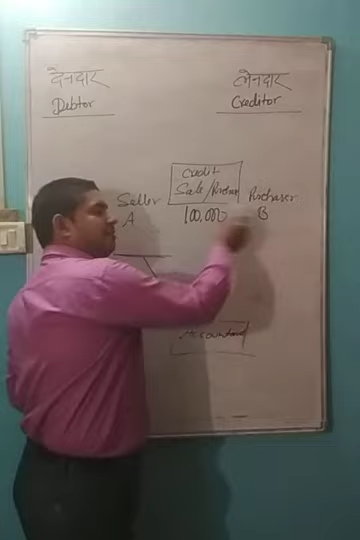 देनदार
Debtor
लेनदार
Creditor
Credit
Sale/Purchase
Seller
Purchaser
A
100,000
B
Accountant